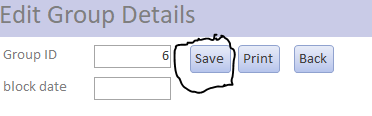 Edit Group Details
Group ID 6 Save Print Back
block date